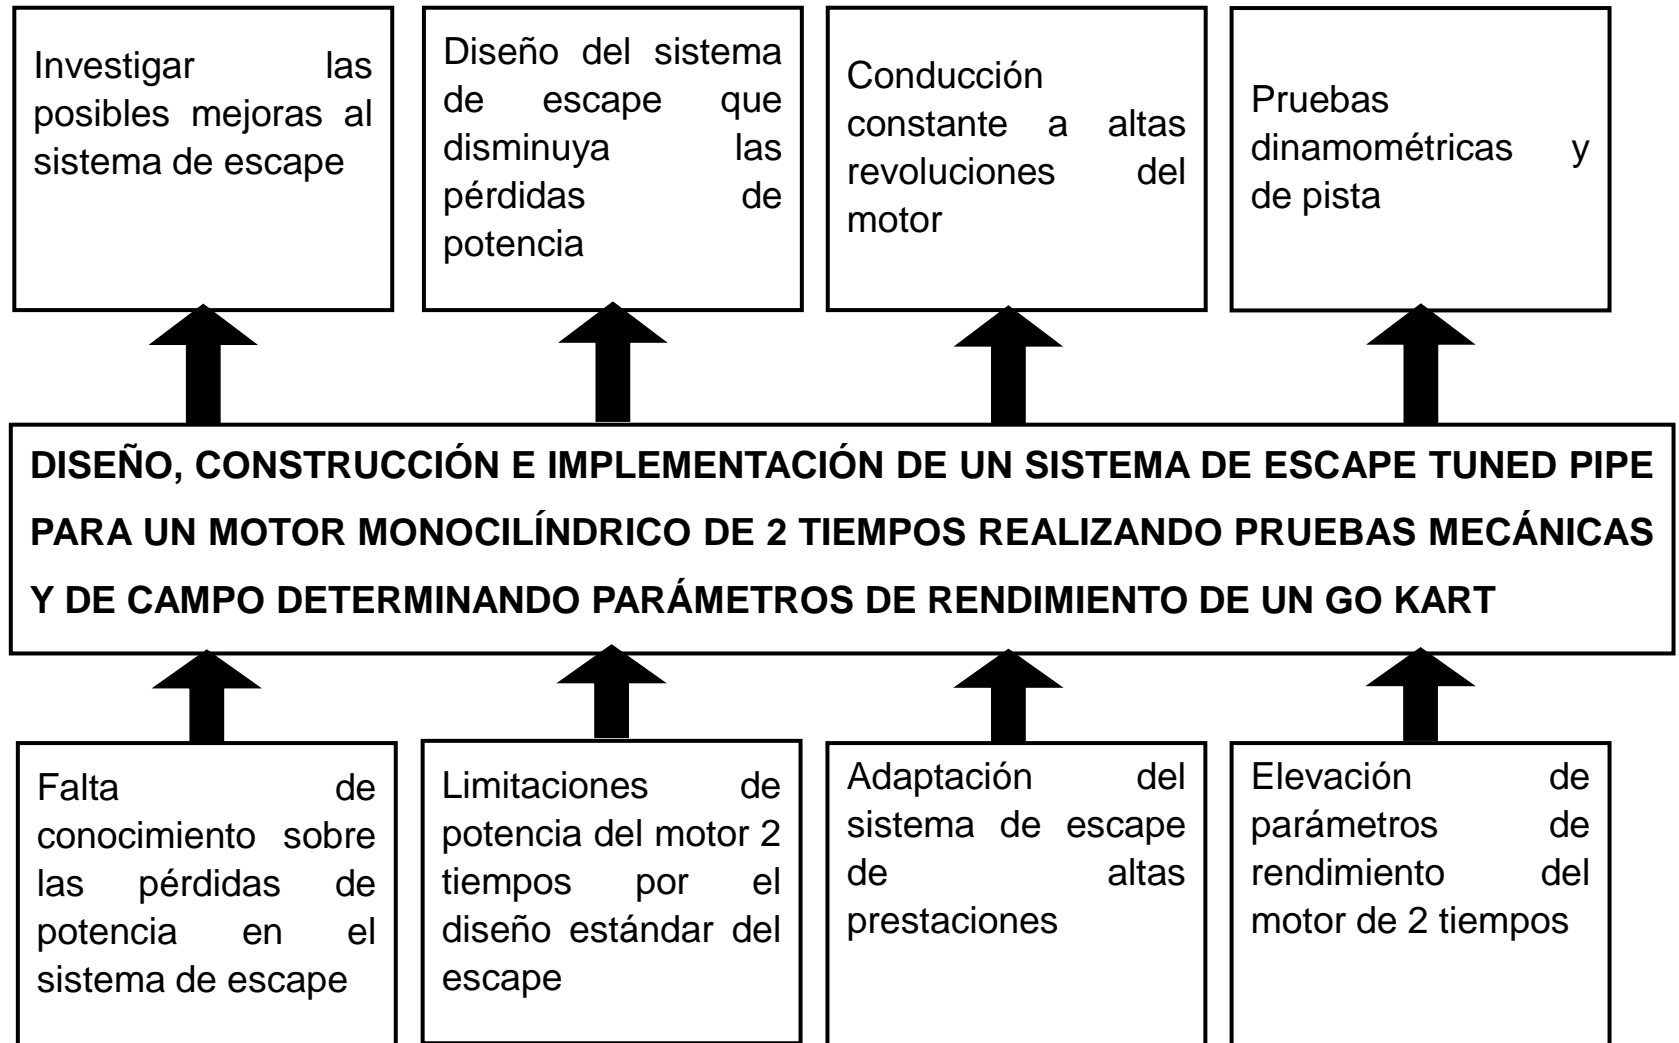 Investigar las
posibles mejoras al
sistema de escape
Diseño del sistema
de escape que
disminuya las
pérdidas de
potencia
Conducción
constante a altas
revoluciones del
motor
Pruebas
dinamométricas y
de pista
DISEÑO, CONSTRUCCIÓN E IMPLEMENTACIÓN DE UN SISTEMA DE ESCAPE TUNED PIPE
PARA UN MOTOR MONOCILÍNDRICO DE 2 TIEMPOS REALIZANDO PRUEBAS MECÁNICAS
Y DE CAMPO DETERMINANDO PARÁMETROS DE RENDIMIENTO DE UN GO KART
Falta de
conocimiento sobre
las pérdidas de
potencia en el
sistema de escape
Limitaciones de
potencia del motor 2
tiempos por el
diseño estándar del
escape
Adaptación del
sistema de escape
de altas
prestaciones
Elevación de
parámetros de
rendimiento del
motor de 2 tiempos